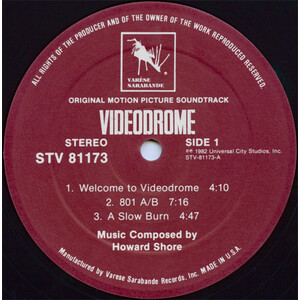 ALL RIGHTS OF THE PRODUCER AND OF THE OWNER OF THE WORK REPRODUCED RESERVED.
VARÈSE
SARABANDE
ORIGINAL MOTION PICTURE SOUNDTRACK
VIDEODROME
STEREO
STV 81173
SIDE 1
℗© 1982 Universal City Studios, Inc.
STV-81173-A
1. Welcome to Videodrome 4:10
2. 801 A/B 7:16
3. A Slow Burn 4:47
Music Composed by
Howard Shore
Manufactured by Varese Sarabande Records, Inc. Made in U.S.A.